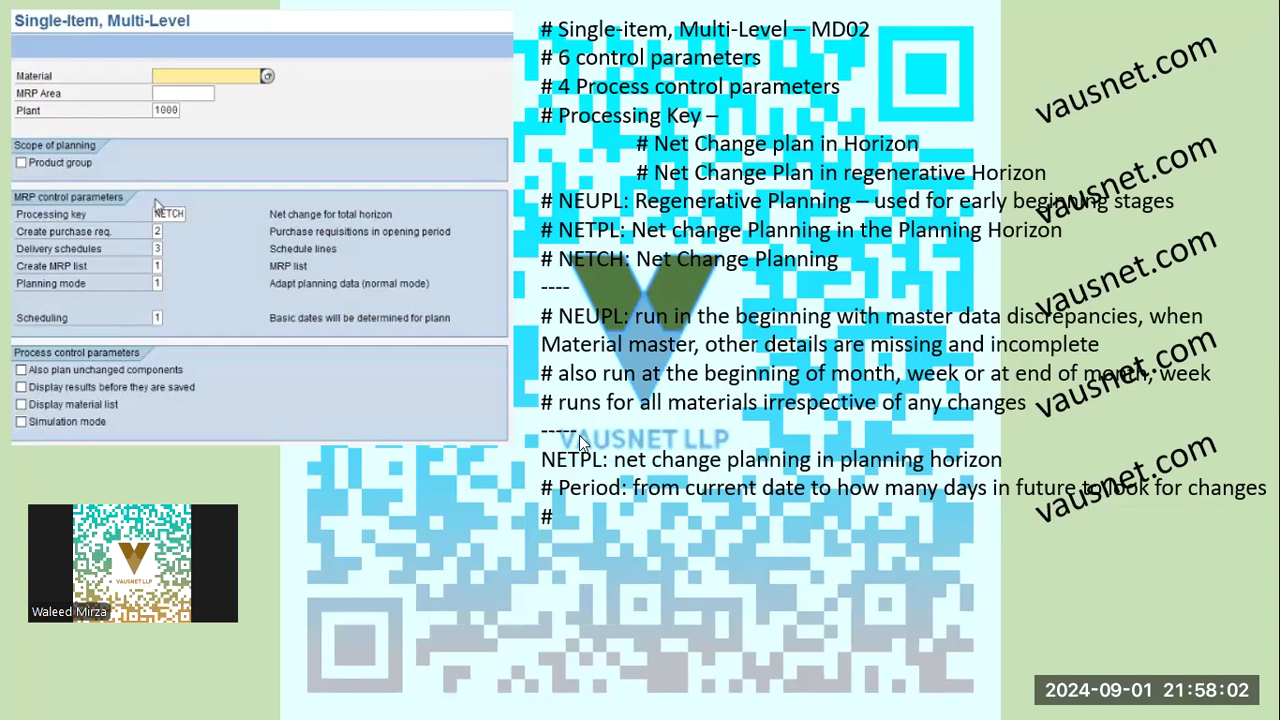 Single-Item, Multi-Level
Material
MRP Area
Plant 1000
Scope of planning
Product group
MRP control parameters
Processing key NETCH Net change for total horizon
Create purchase req. 2 Purchase requisitions in opening period
Delivery schedules 3 Schedule lines
Create MRP list 1 MRP list
Planning mode 1 Adapt planning data (normal mode)
Scheduling 1 Basic dates will be determined for plann
Process control parameters
Also plan unchanged components
Display results before they are saved
Display material list
Simulation mode
# Single-item, Multi-Level – MD02
# 6 control parameters
# 4 Process control parameters
# Processing Key –
# Net Change plan in Horizon
# Net Change Plan in regenerative Horizon
# NEUPL: Regenerative Planning – used for early beginning stages
# NETPL: Net change Planning in the Planning Horizon
# NETCH: Net Change Planning
----
# NEUPL: run in the beginning with master data discrepancies, when
Material master, other details are missing and incomplete
# also run at the beginning of month, week or at end of month, week
# runs for all materials irrespective of any changes
-----
NETPL: net change planning in planning horizon
# Period: from current date to how many days in future to look for changes
#
VAUSNET LLP
vausnet.com
vausnet.com
vausnet.com
vausnet.com
vausnet.com
VAUSNET LLP
Waleed Mirza
2024-09-01 21:58:02